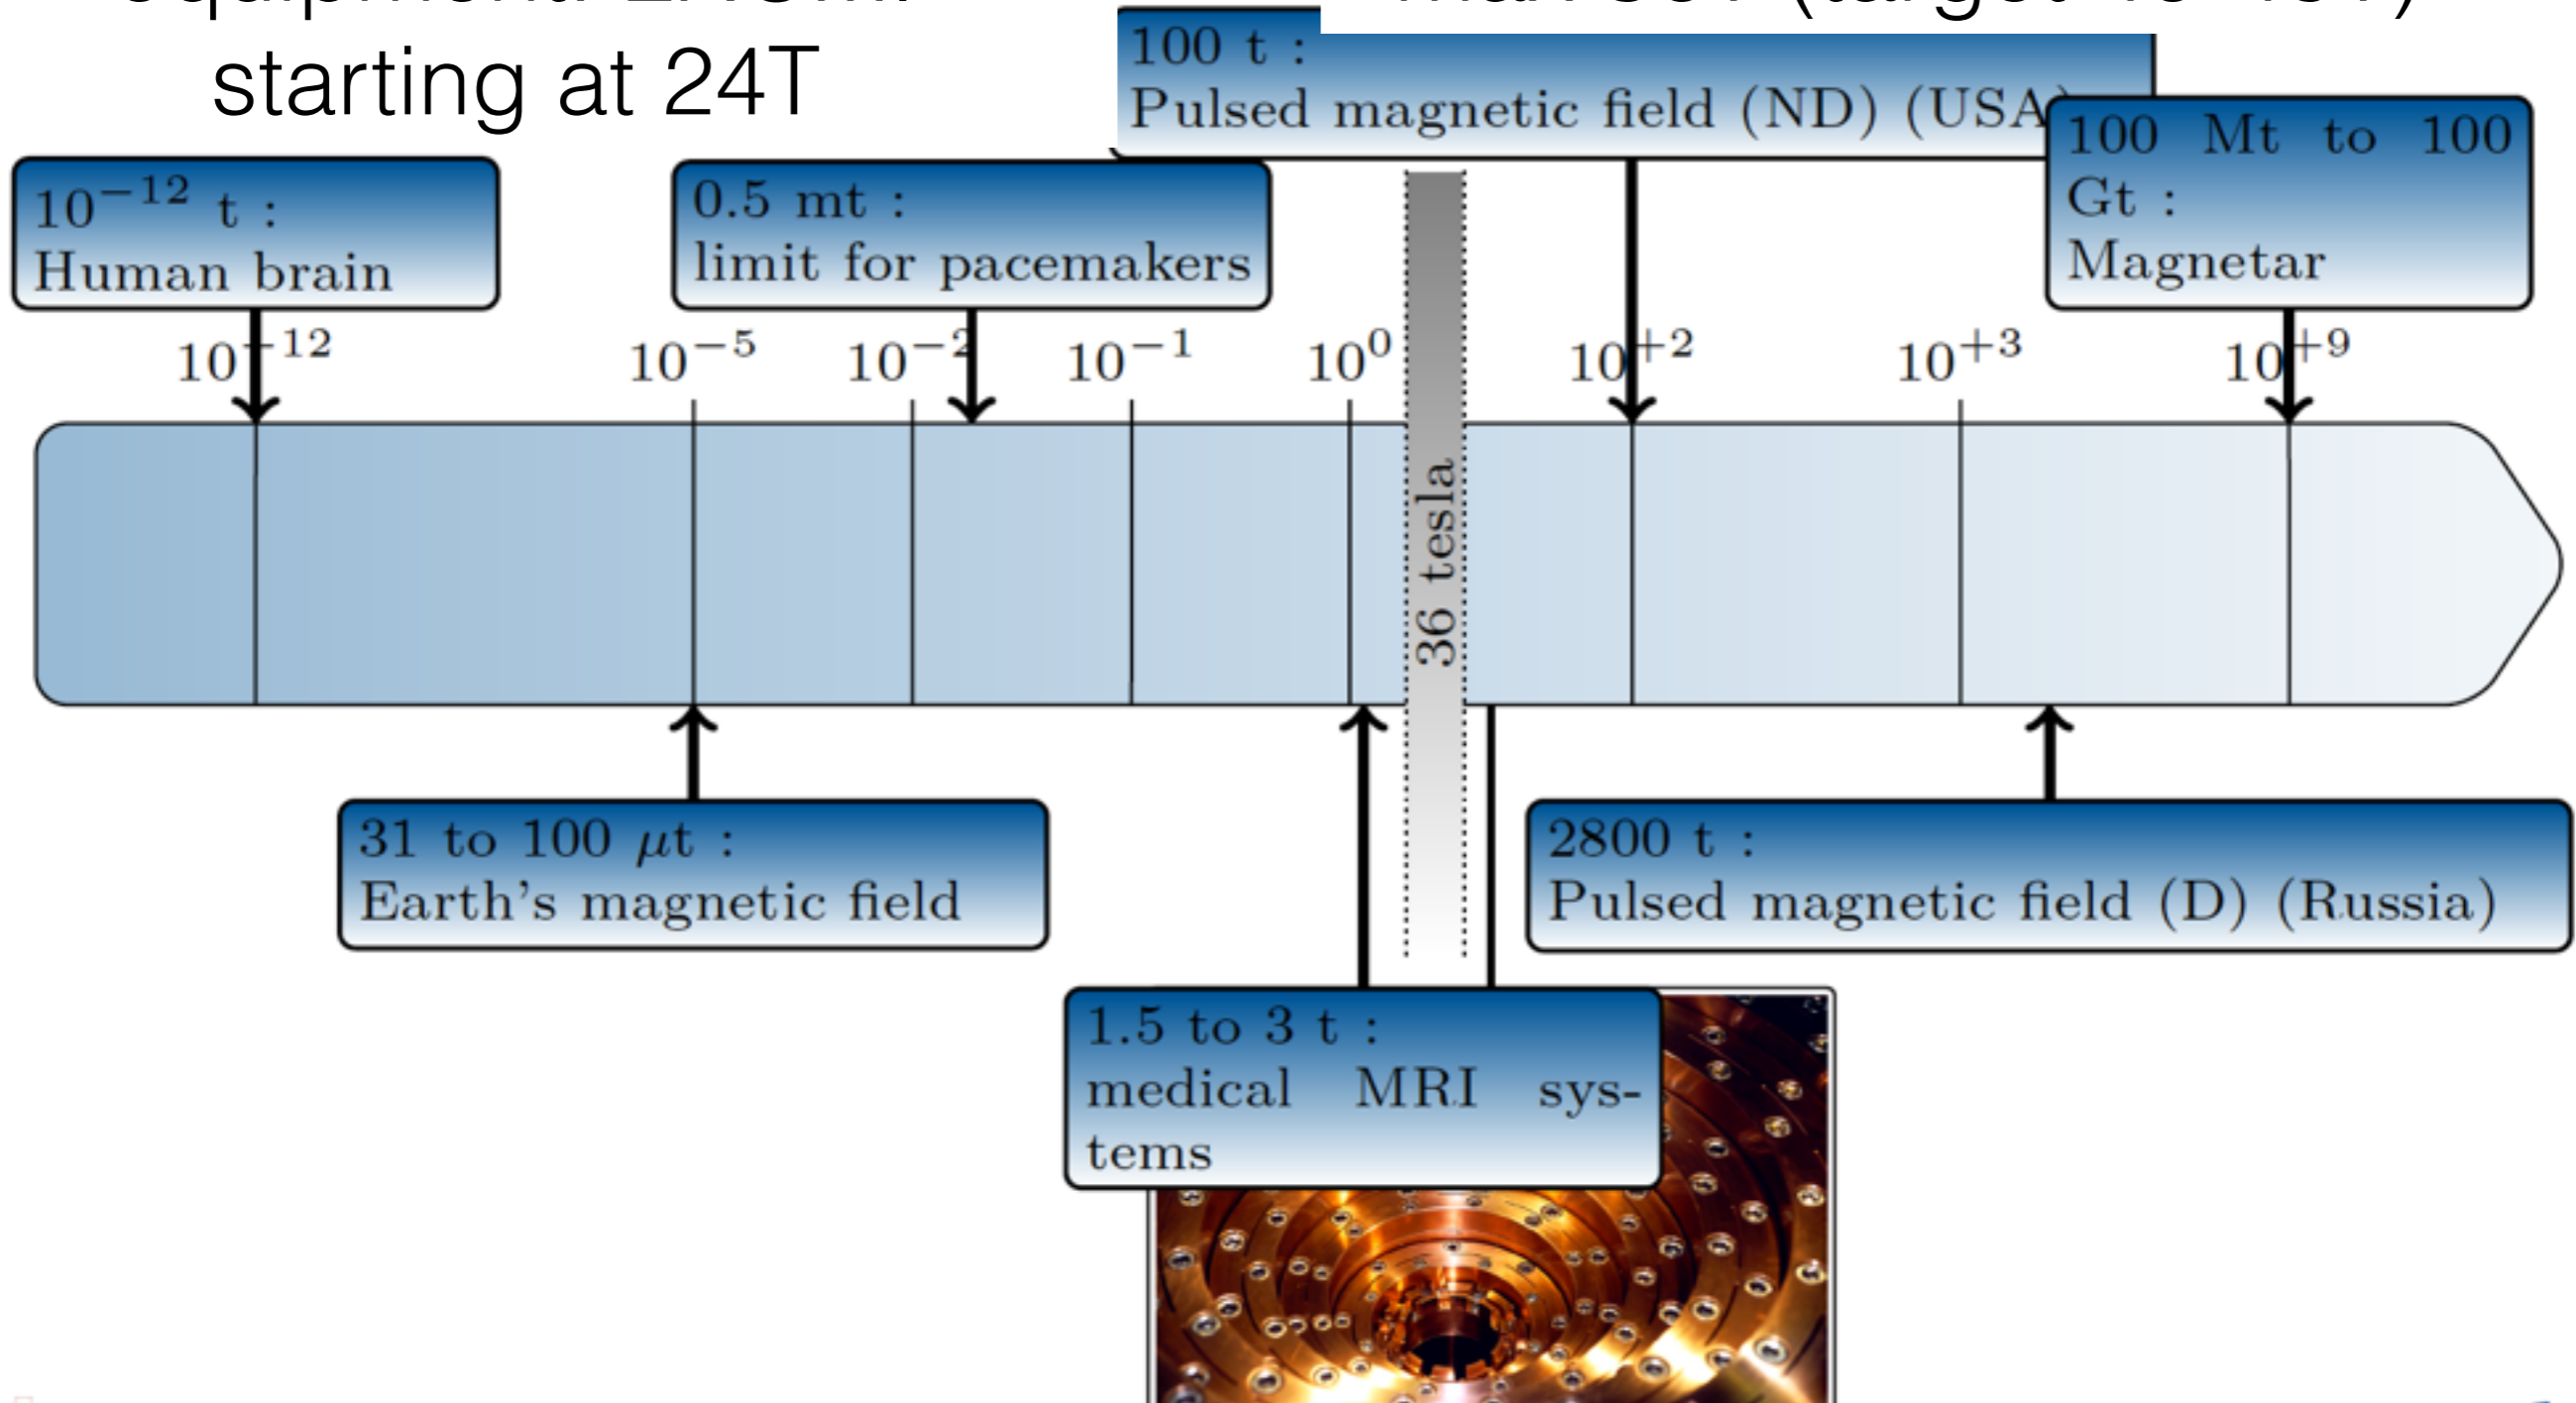 starting at 24T
100 t :
Pulsed magnetic field (ND) (USA)
100 Mt to 100
Gt :
Magnetar
10⁻¹² t :
Human brain
0.5 mt :
limit for pacemakers
10⁻¹²
10⁻⁵
10⁻²
10⁻¹
10⁰
10⁺²
10⁺³
10⁺⁹
36 tesla
31 to 100 μt :
Earth's magnetic field
2800 t :
Pulsed magnetic field (D) (Russia)
1.5 to 3 t :
medical MRI sys-
tems